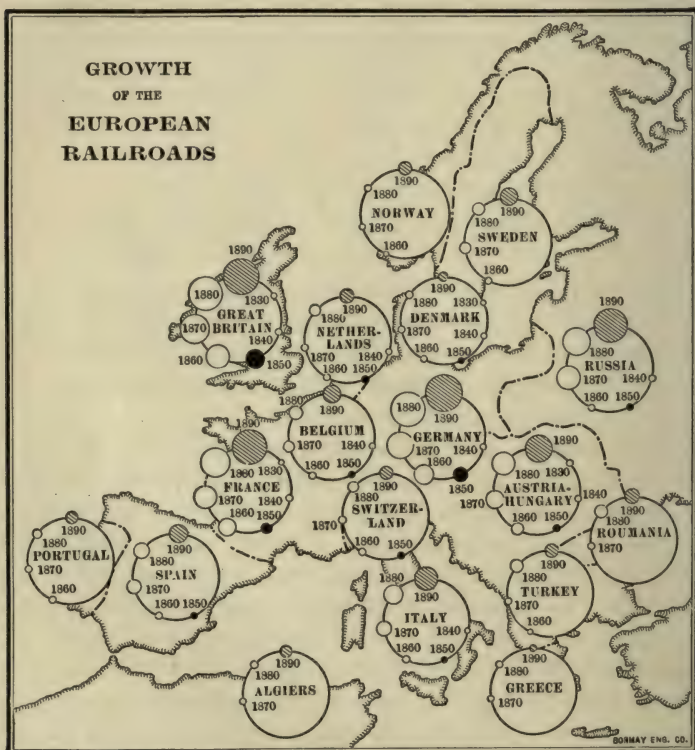 GROWTH
OF THE
EUROPEAN
RAILROADS
1890
1880
NORWAY
1870
1860
1890
1880
SWEDEN
1870
1860
1890
1880 1830
GREAT
1870 BRITAIN
1840
1860 1850
1890
1880
NETHER-
LANDS
1870 1840
1860 1850
1890
1880 1830
DENMARK
1870 1840
1860 1850
1890
1880
RUSSIA
1870 1840
1860 1850
1880
1890
BELGIUM
1870 1840
1860 1850
1890
1880
GERMANY
1870 1840
1860
1850
1890
1880 1830
FRANCE
1870 1840
1860 1850
1890
1880 1830
AUSTRIA-
HUNGARY
1870 1840
1860 1850
1890
1880
SWITZER-
LAND
1870
1860 1850
1890
1880
ROUMANIA
1870
1890
1880
PORTUGAL
1870
1860
1890
1880
SPAIN
1870
1860 1850
1880
1890
ITALY
1870 1840
1860 1850
1890
1880
TURKEY
1870
1860
1890
1880
ALGIERS
1870
1890
1880
GREECE
1870
BORMAY ENG. CO.